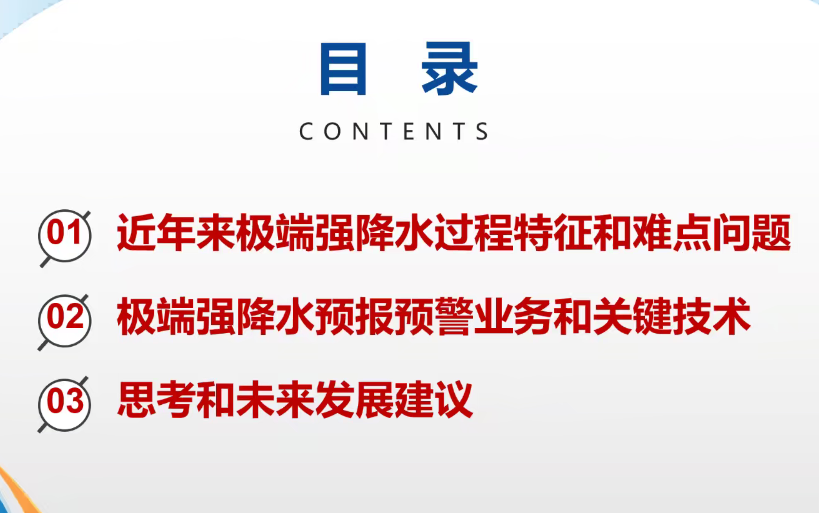 目 录
CONTENTS
01 近年来极端强降水过程特征和难点问题
02 极端强降水预报预警业务和关键技术
03 思考和未来发展建议